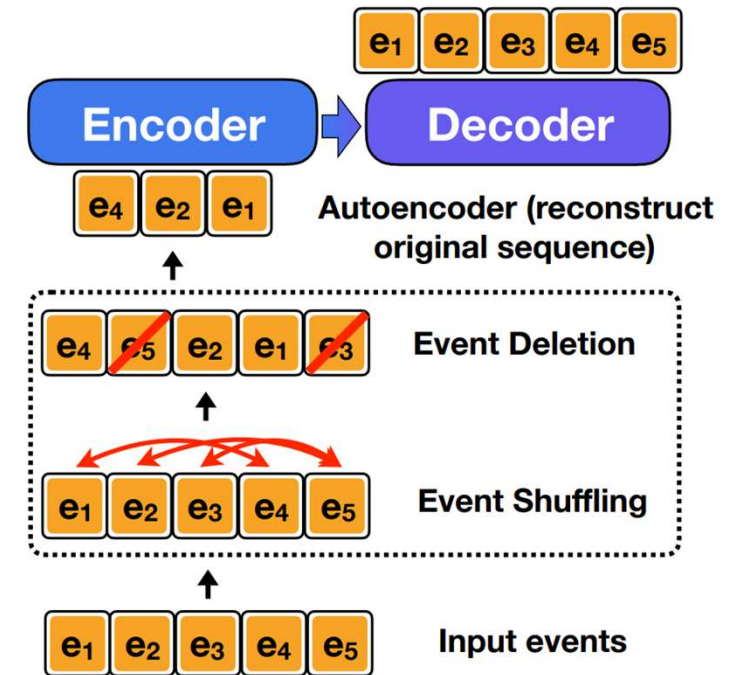 e₁ e₂ e₃ e₄ e₅
Encoder
Decoder
e₄ e₂ e₁
Autoencoder (reconstruct
original sequence)
e₄ e₅ e₂ e₁ e₃
Event Deletion
e₁ e₂ e₃ e₄ e₅
Event Shuffling
e₁ e₂ e₃ e₄ e₅
Input events